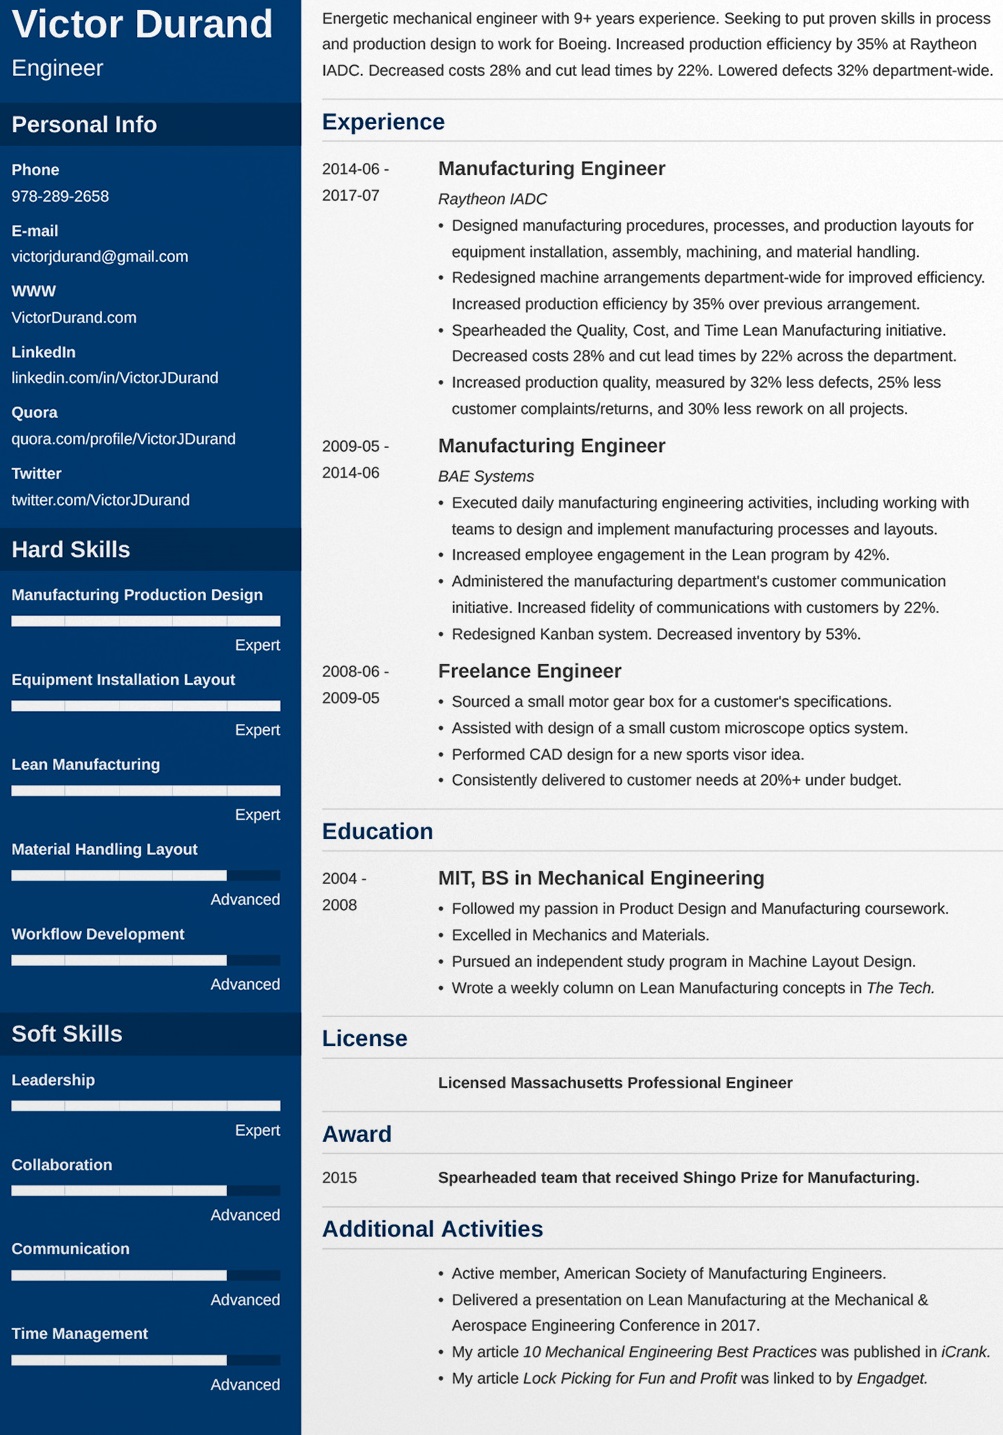 Victor Durand
Engineer
Personal Info
Phone
978-289-2658
E-mail
victorjdurand@gmail.com
WWW
VictorDurand.com
LinkedIn
linkedin.com/in/VictorJDurand
Quora
quora.com/profile/VictorJDurand
Twitter
twitter.com/VictorJDurand
Hard Skills
Manufacturing Production Design
Expert
Equipment Installation Layout
Expert
Lean Manufacturing
Expert
Material Handling Layout
Advanced
Workflow Development
Advanced
Soft Skills
Leadership
Expert
Collaboration
Advanced
Communication
Advanced
Time Management
Advanced
Energetic mechanical engineer with 9+ years experience. Seeking to put proven skills in process
and production design to work for Boeing. Increased production efficiency by 35% at Raytheon
IADC. Decreased costs 28% and cut lead times by 22%. Lowered defects 32% department-wide.
Experience
2014-06 -
2017-07
Manufacturing Engineer
Raytheon IADC
• Designed manufacturing procedures, processes, and production layouts for
equipment installation, assembly, machining, and material handling.
• Redesigned machine arrangements department-wide for improved efficiency.
Increased production efficiency by 35% over previous arrangement.
• Spearheaded the Quality, Cost, and Time Lean Manufacturing initiative.
Decreased costs 28% and cut lead times by 22% across the department.
• Increased production quality, measured by 32% less defects, 25% less
customer complaints/returns, and 30% less rework on all projects.
2009-05 -
2014-06
Manufacturing Engineer
BAE Systems
• Executed daily manufacturing engineering activities, including working with
teams to design and implement manufacturing processes and layouts.
• Increased employee engagement in the Lean program by 42%.
• Administered the manufacturing department's customer communication
initiative. Increased fidelity of communications with customers by 22%.
• Redesigned Kanban system. Decreased inventory by 53%.
2008-06 -
2009-05
Freelance Engineer
• Sourced a small motor gear box for a customer's specifications.
• Assisted with design of a small custom microscope optics system.
• Performed CAD design for a new sports visor idea.
• Consistently delivered to customer needs at 20%+ under budget.
Education
2004 -
2008
MIT, BS in Mechanical Engineering
• Followed my passion in Product Design and Manufacturing coursework.
• Excelled in Mechanics and Materials.
• Pursued an independent study program in Machine Layout Design.
• Wrote a weekly column on Lean Manufacturing concepts in The Tech.
License
Licensed Massachusetts Professional Engineer
Award
2015
Spearheaded team that received Shingo Prize for Manufacturing.
Additional Activities
• Active member, American Society of Manufacturing Engineers.
• Delivered a presentation on Lean Manufacturing at the Mechanical &
Aerospace Engineering Conference in 2017.
• My article 10 Mechanical Engineering Best Practices was published in iCrank.
• My article Lock Picking for Fun and Profit was linked to by Engadget.